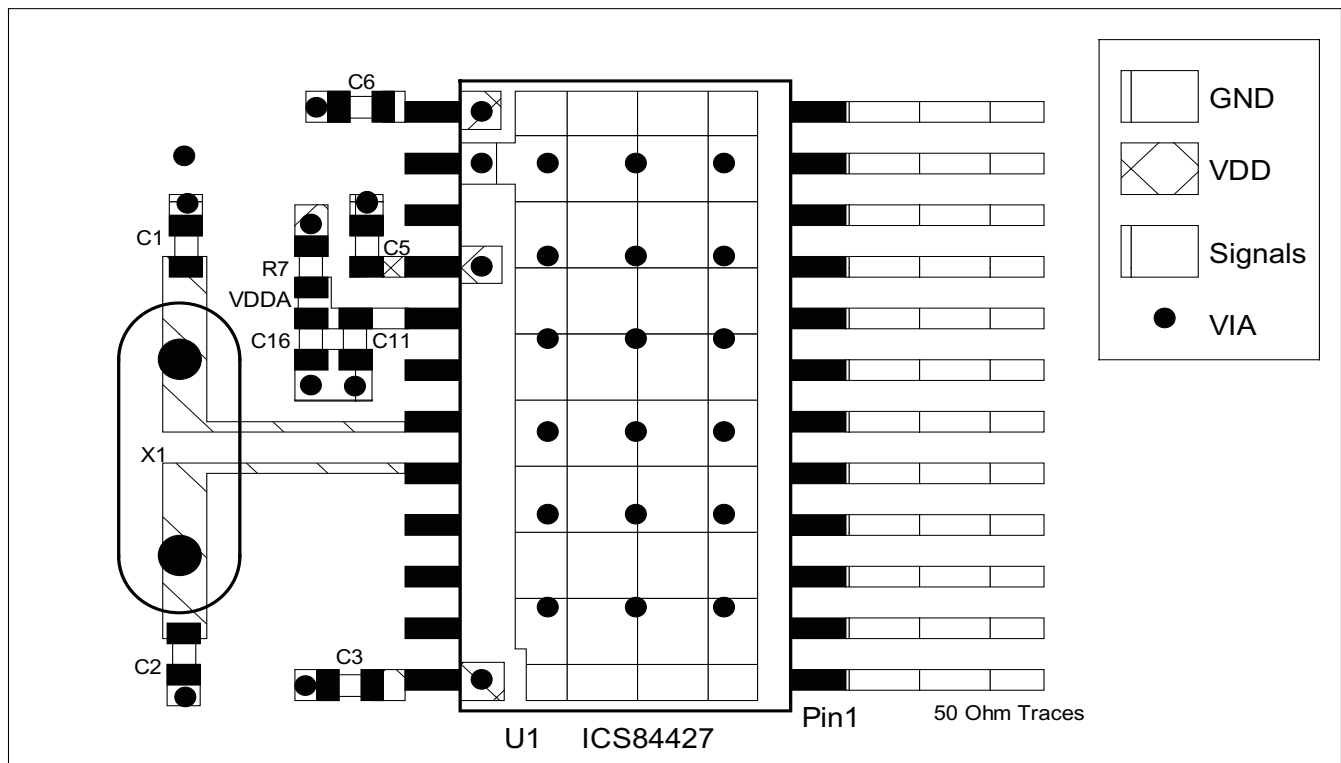 C6
GND
VDD
Signals
VIA
C1
C5
R7
VDDA
C16
C11
X1
C2
C3
Pin1
50 Ohm Traces
U1 ICS84427